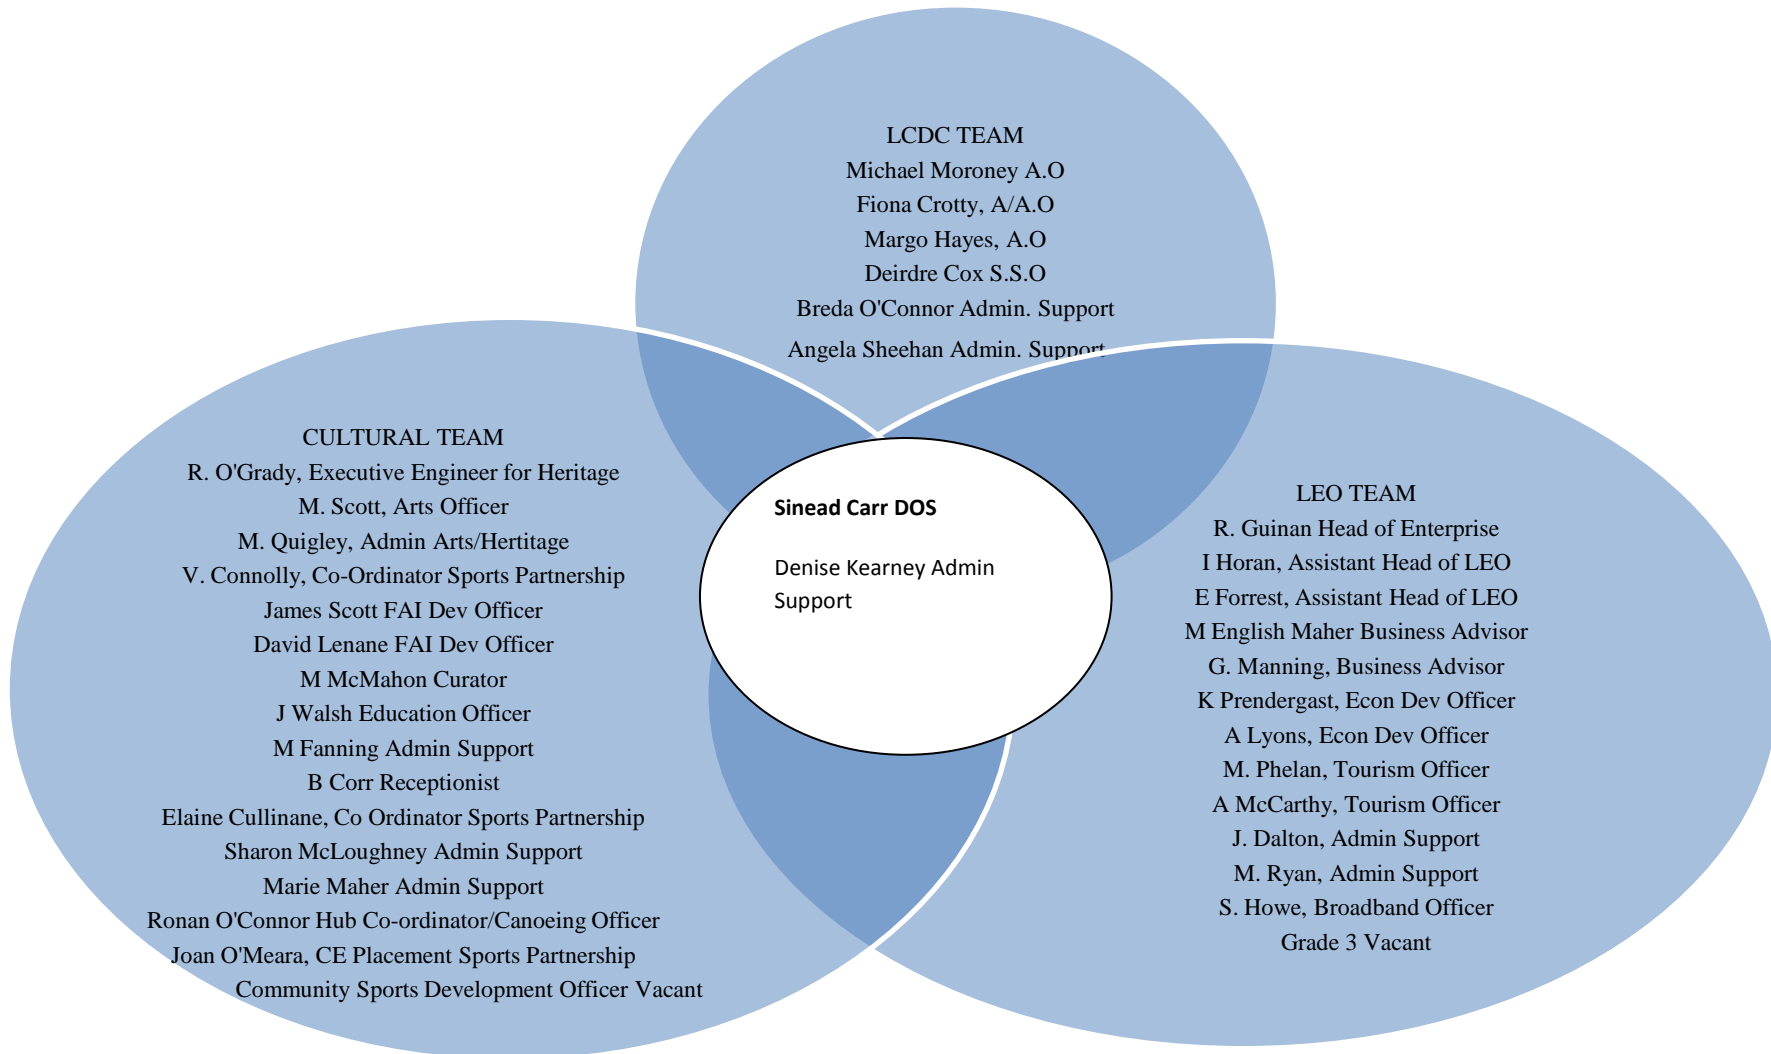 LCDC TEAM
Michael Moroney A.O
Fiona Crotty, A/A.O
Margo Hayes, A.O
Deirdre Cox S.S.O
Breda O'Connor Admin. Support
Angela Sheehan Admin. Support
CULTURAL TEAM
R. O'Grady, Executive Engineer for Heritage
M. Scott, Arts Officer
M. Quigley, Admin Arts/Hertitage
V. Connolly, Co-Ordinator Sports Partnership
James Scott FAI Dev Officer
David Lenane FAI Dev Officer
M McMahon Curator
J Walsh Education Officer
M Fanning Admin Support
B Corr Receptionist
Elaine Cullinane, Co Ordinator Sports Partnership
Sharon McLoughney Admin Support
Marie Maher Admin Support
Ronan O'Connor Hub Co-ordinator/Canoeing Officer
Joan O'Meara, CE Placement Sports Partnership
Community Sports Development Officer Vacant
Sinead Carr DOS
Denise Kearney Admin
Support
LEO TEAM
R. Guinan Head of Enterprise
I Horan, Assistant Head of LEO
E Forrest, Assistant Head of LEO
M English Maher Business Advisor
G. Manning, Business Advisor
K Prendergast, Econ Dev Officer
A Lyons, Econ Dev Officer
M. Phelan, Tourism Officer
A McCarthy, Tourism Officer
J. Dalton, Admin Support
M. Ryan, Admin Support
S. Howe, Broadband Officer
Grade 3 Vacant